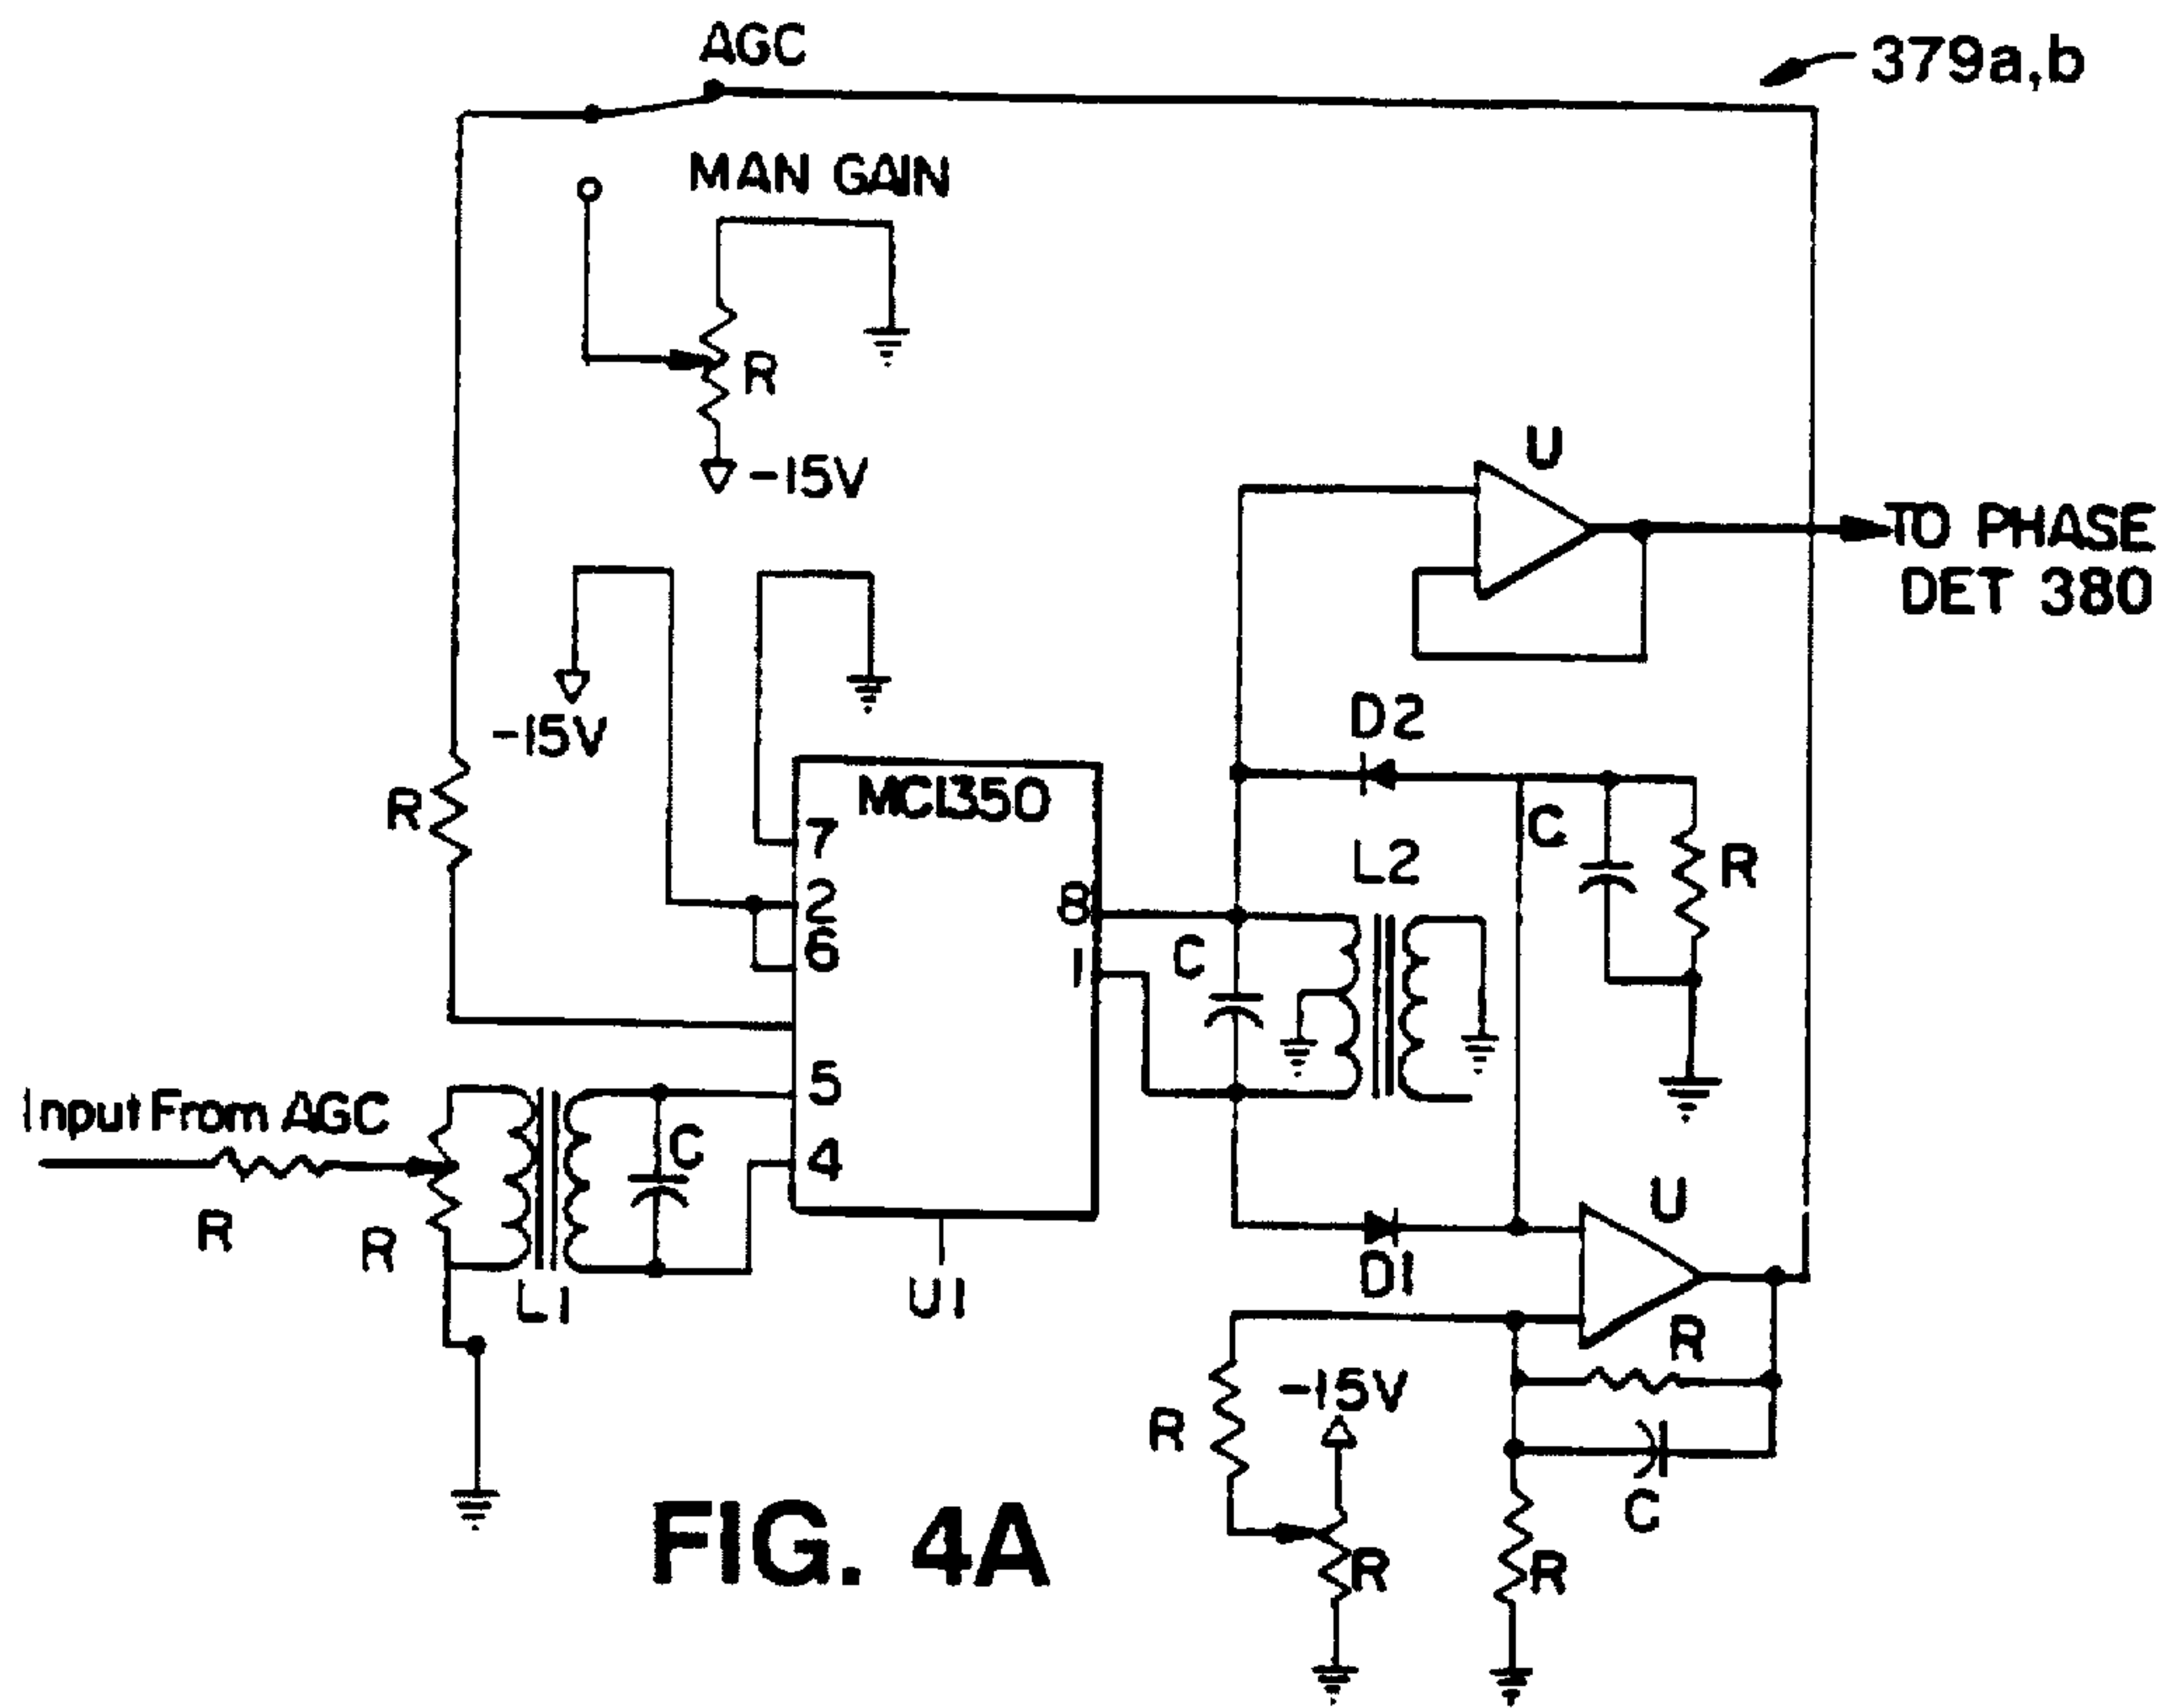 AGC
379a,b
MAN GAIN
R
-15V
U
TO PHASE
DET 380
-15V
D2
R
MC1350
7
2
6
8
1
C
L2
C
R
5
4
Input From AGC
C
R
R
L1
U1
D1
U
R
-15V
R
C
R
R
FIG. 4A